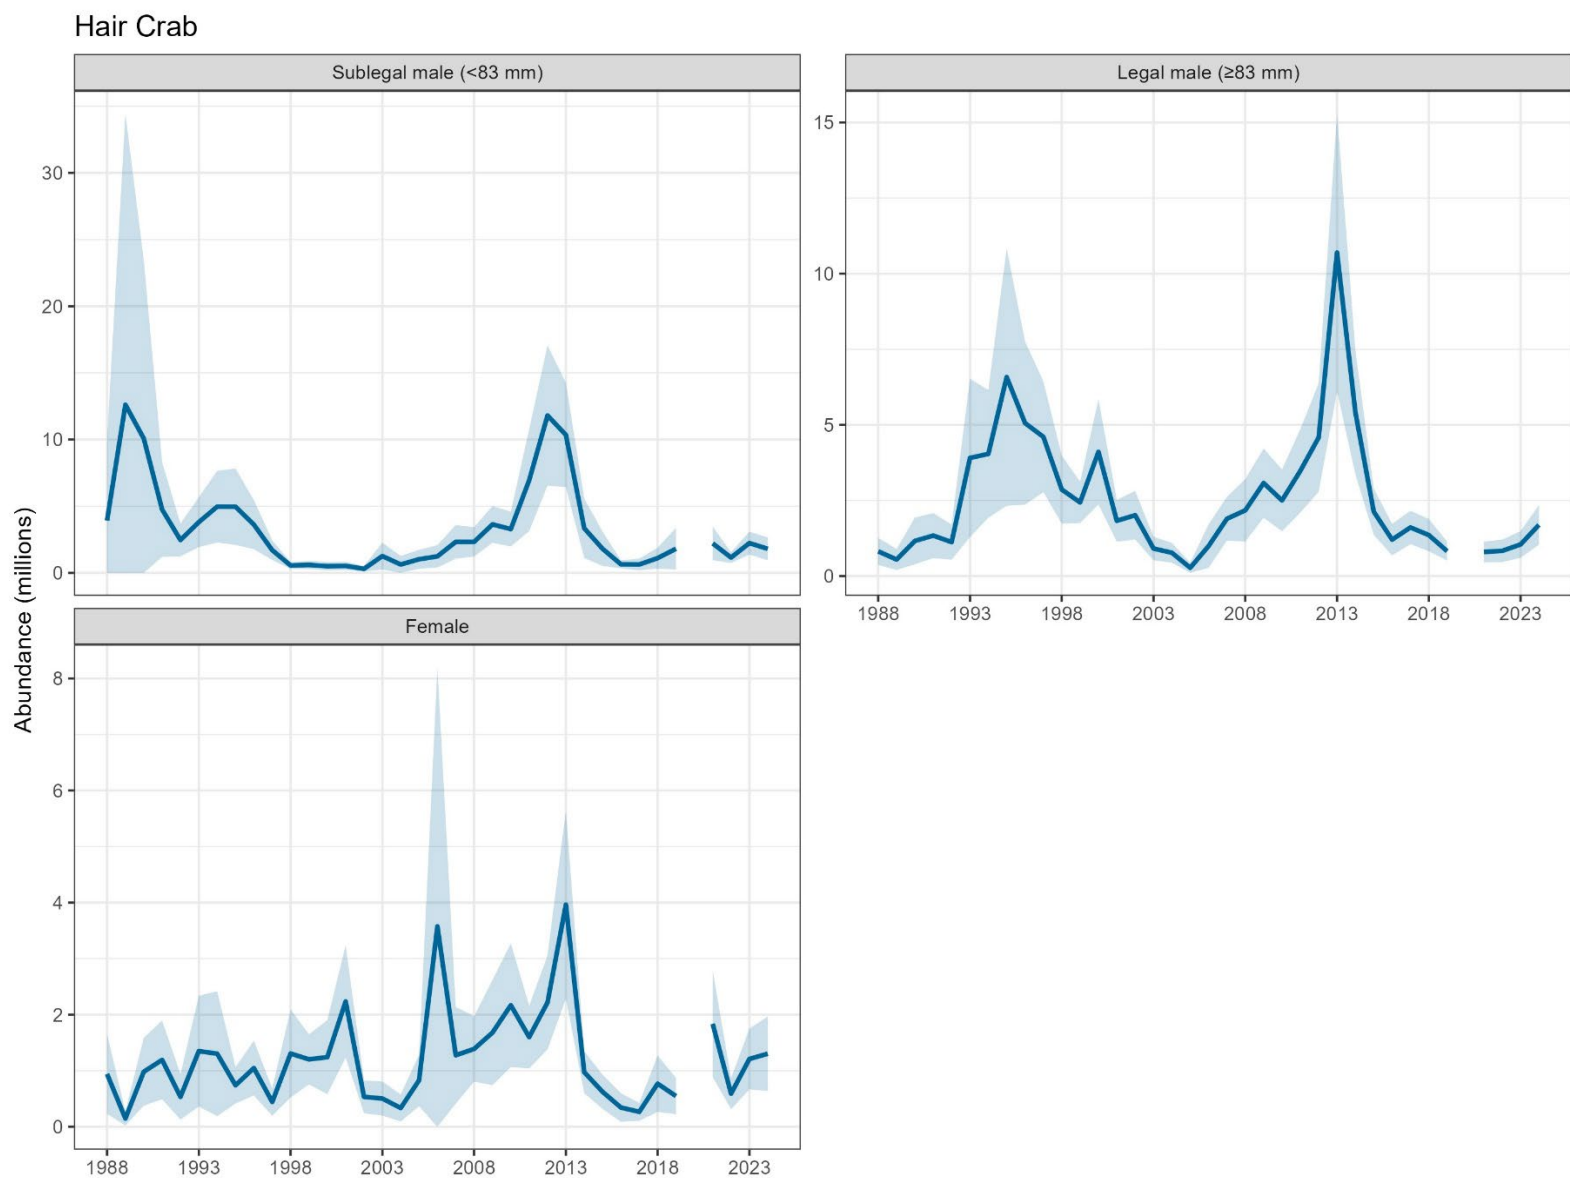 Hair Crab
Sublegal male (<83 mm)
Legal male (≥83 mm)
30
20
10
0
15
10
5
0
1988 1993 1998 2003 2008 2013 2018 2023
Abundance (millions)
Female
8
6
4
2
0
1988 1993 1998 2003 2008 2013 2018 2023